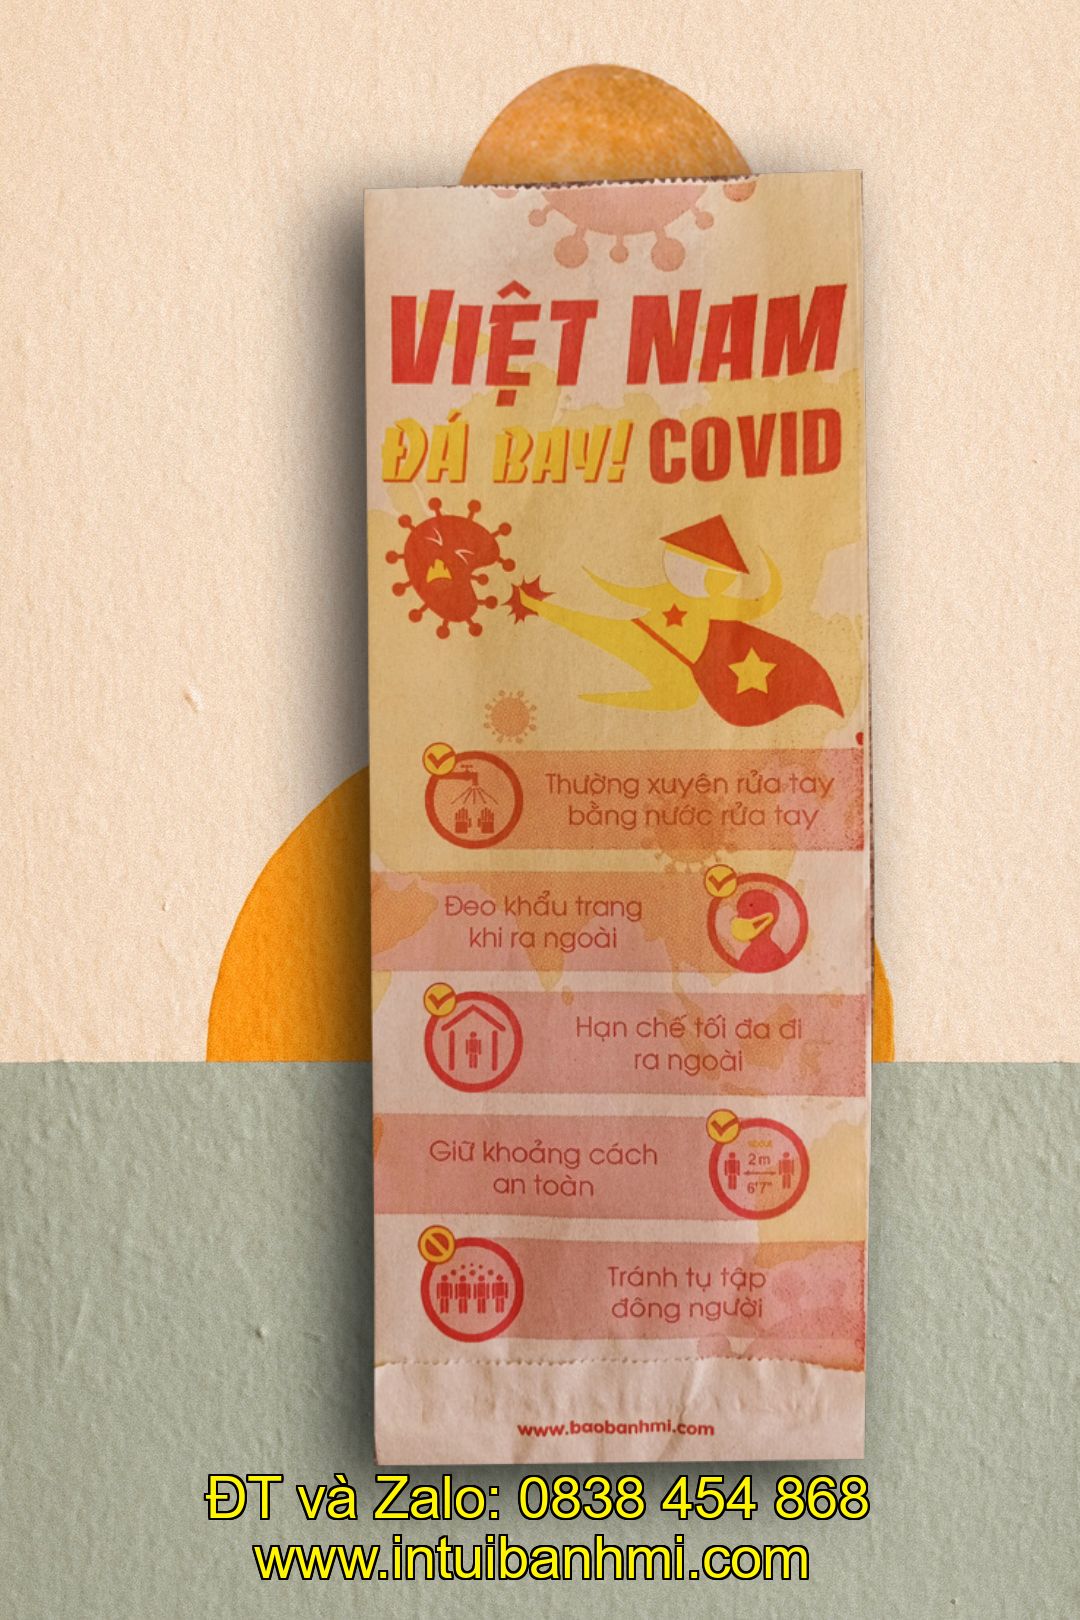 VIỆT NAM
ĐÁ BAY! COVID
Thường xuyên rửa tay
bằng nước rửa tay
Đeo khẩu trang
khi ra ngoài
Hạn chế tối đa đi
ra ngoài
Giữ khoảng cách
an toàn
2m
6'7"
Tránh tụ tập
đông người
www.baobanhmi.com
ĐT và Zalo: 0838 454 868
www.intuibanhmi.com